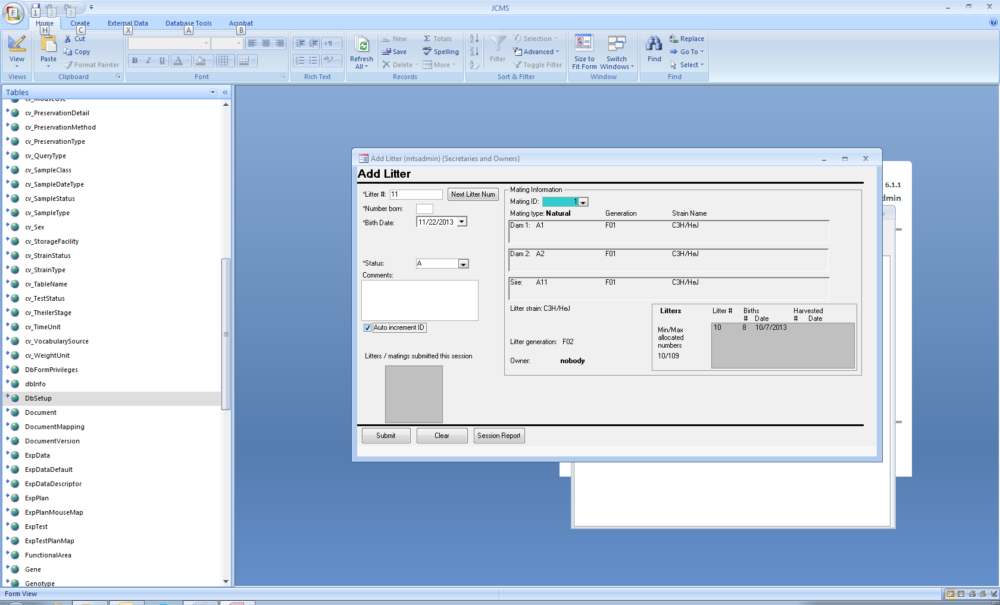 JCMS
F 1 2 3
Home Create External Data Database Tools Acrobat
H C X A B
View
Views
Paste
Cut
Copy
Format Painter
Clipboard
B I U A
Font
Rich Text
Refresh All
New
Save
Delete
Totals
Spelling
More
Records
Filter
Selection
Advanced
Toggle Filter
Sort & Filter
Size to Fit Form
Switch Windows
Window
Find
Replace
Go To
Select
Find
Tables
cv_MouseUse
cv_PreservationDetail
cv_PreservationMethod
cv_PreservationType
cv_QueryType
cv_SampleClass
cv_SampleDateType
cv_SampleStatus
cv_SampleType
cv_Sex
cv_StorageFacility
cv_StrainStatus
cv_StrainType
cv_TableName
cv_TestStatus
cv_TheilerStage
cv_TimeUnit
cv_VocabularySource
cv_WeightUnit
DbFormPrivileges
dbInfo
DbSetup
Document
DocumentMapping
DocumentVersion
ExpData
ExpDataDefault
ExpDataDescriptor
ExpPlan
ExpPlanMouseMap
ExpTest
ExpTestPlanMap
FunctionalArea
Gene
Genotype
Add Litter (mtsadmin) {Secretaries and Owners}
Add Litter
*Litter #: 11 Next Litter Num
*Number born:
*Birth Date: 11/22/2013
*Status: A
Comments:
Auto increment ID
Litters / matings submitted this session
Mating Information
Mating ID: 1
Mating type: Natural Generation Strain Name
Dam 1: A1 F01 C3H/HeJ
Dam 2: A2 F01 C3H/HeJ
Sire: A11 F01 C3H/HeJ
Litter strain: C3H/HeJ
Litter generation: F02
Owner: nobody
Litters Litter # Births Harvested
# Date # Date
10 8 10/7/2013
Min/Max
allocated
numbers
10/109
Submit Clear Session Report
6.1.1
dmin
Form View